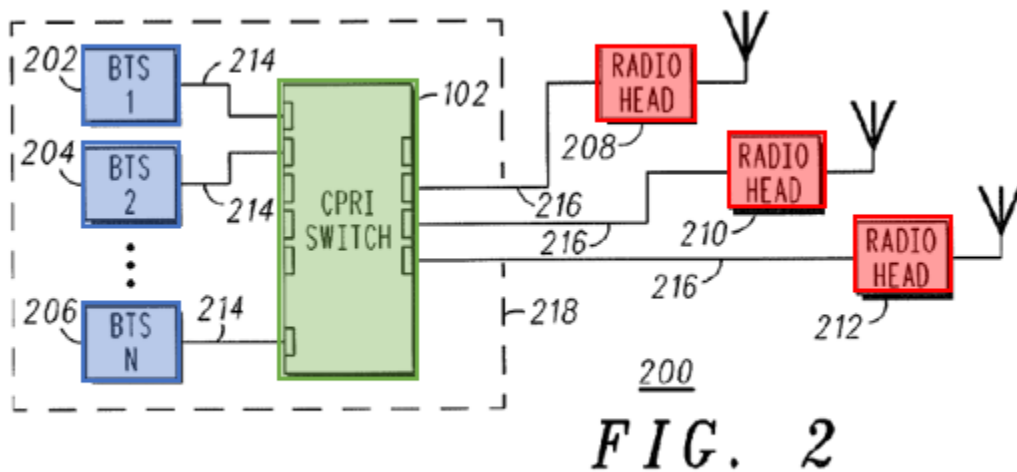 202
BTS
1
214
102
204
BTS
2
214
CPRI
SWITCH
206
BTS
N
214
218
RADIO
HEAD
208
216
RADIO
HEAD
210
216
RADIO
HEAD
212
216
200
FIG. 2